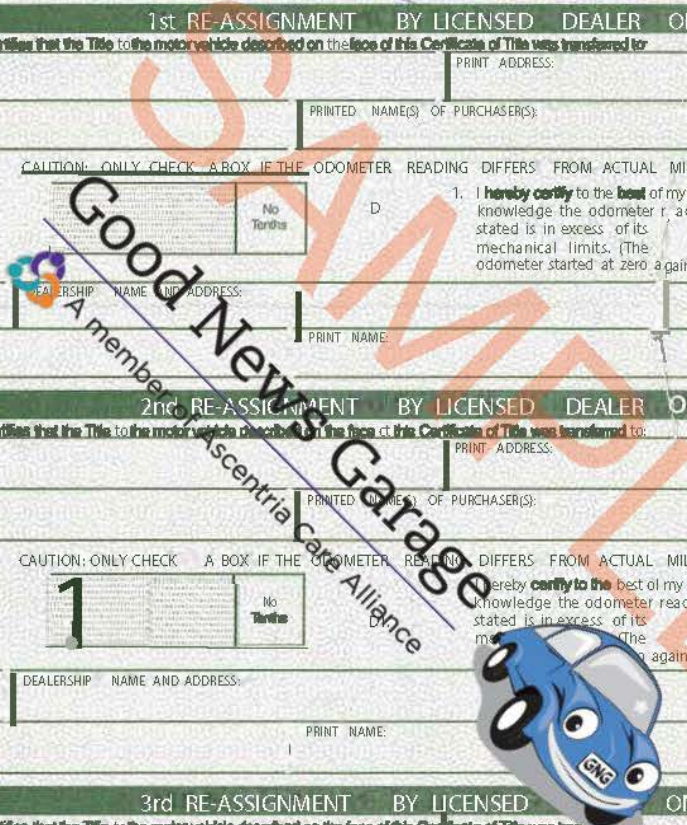 1st RE-ASSIGNMENT BY LICENSED DEALER
that the Title to the motor vehicle described on the face of this Certificate of Title was transferred to:
PRINT ADDRESS:
PRINTED NAME(S) OF PURCHASER(S):
CAUTION: ONLY CHECK A BOX IF THE ODOMETER READING DIFFERS FROM ACTUAL
No
Tenths
D
1. I hereby certify to the best of my
knowledge the odometer
stated is in excess of its
mechanical limits. (The
odometer started at zero again
DEALERSHIP NAME AND ADDRESS:
PRINT NAME:
SAMPLE
Good News Garage
A member of Ascentria Care Alliance
2nd RE-ASSIGNMENT BY LICENSED DEALER
that the Title to the motor vehicle described on the face of this Certificate of Title was transferred to:
PRINT ADDRESS:
PRINTED NAME(S) OF PURCHASER(S):
CAUTION: ONLY CHECK A BOX IF THE ODOMETER READING DIFFERS FROM ACTUAL
1
No
Tenths
D
I hereby certify to the best of my
knowledge the odometer
stated is in excess of its
(The
again
DEALERSHIP NAME AND ADDRESS:
PRINT NAME:
GNG
3rd RE-ASSIGNMENT BY LICENSED